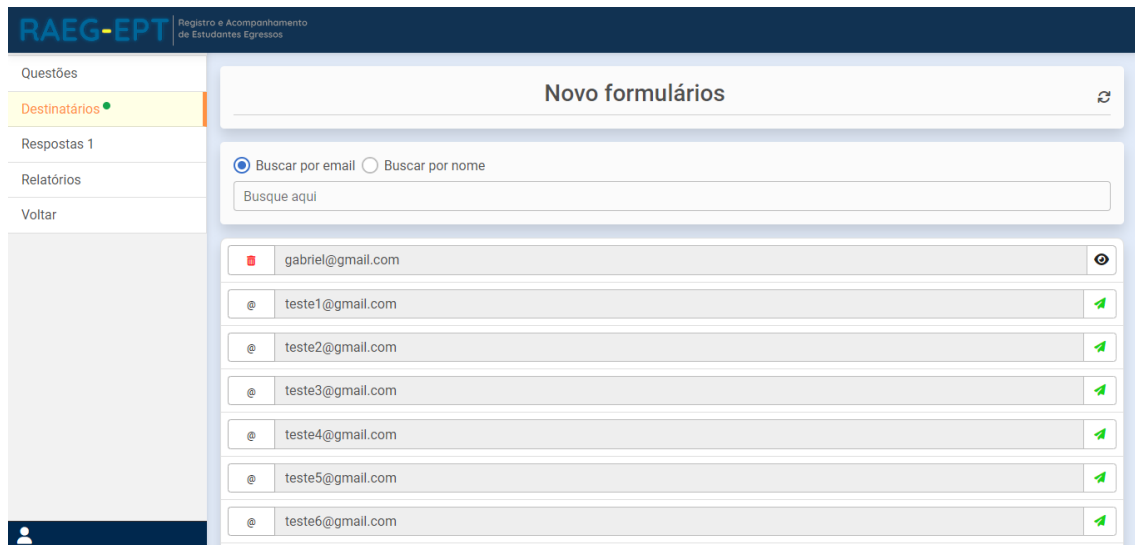 RAEG-EPT
Registro e Acompanhamento
de Estudantes Egressos
Questões
Destinatários
Respostas 1
Relatórios
Voltar
Novo formulários
Buscar por email
Buscar por nome
Busque aqui
gabriel@gmail.com
@ teste1@gmail.com
@ teste2@gmail.com
@ teste3@gmail.com
@ teste4@gmail.com
@ teste5@gmail.com
@ teste6@gmail.com